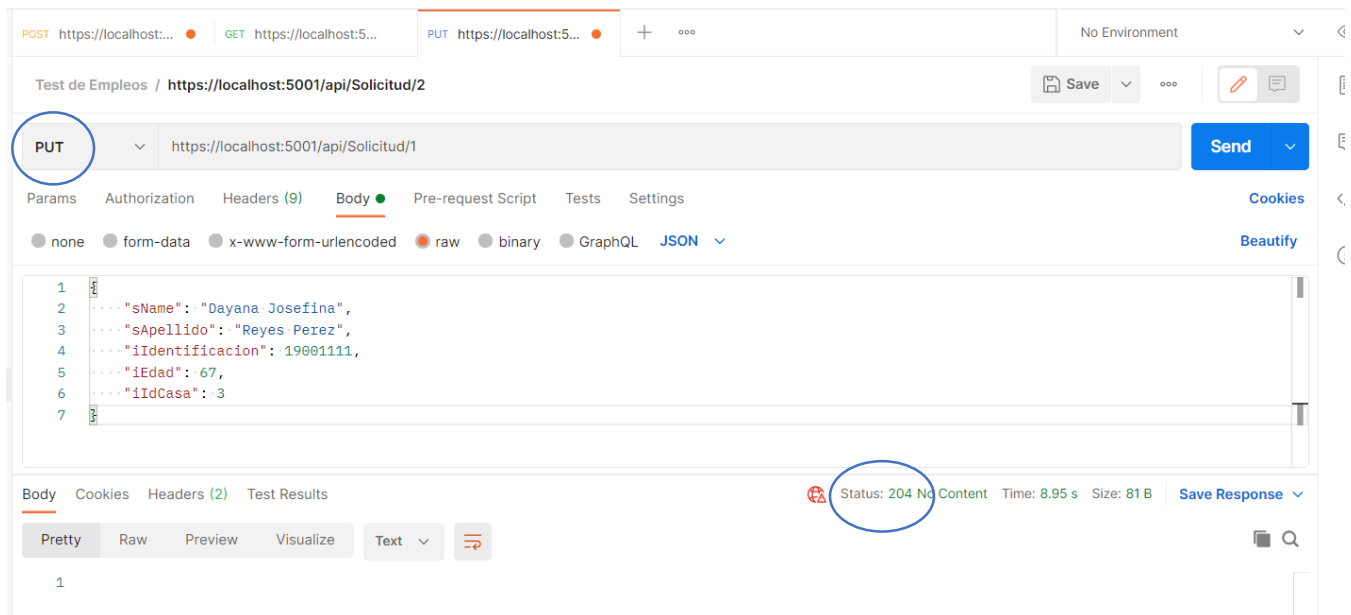 POST https://localhost:... GET https://localhost:5... PUT https://localhost:5... No Environment
Test de Empleos / https://localhost:5001/api/Solicitud/2 Save
PUT https://localhost:5001/api/Solicitud/1 Send
Params Authorization Headers (9) Body Pre-request Script Tests Settings Cookies
none form-data x-www-form-urlencoded raw binary GraphQL JSON Beautify
1 {
2 "sName": "Dayana Josefina",
3 "sApellido": "Reyes Perez",
4 "iIdentificacion": 19001111,
5 "iEdad": 67,
6 "iIdCasa": 3
7 }
Body Cookies Headers (2) Test Results Status: 204 No Content Time: 8.95 s Size: 81 B Save Response
Pretty Raw Preview Visualize Text
1